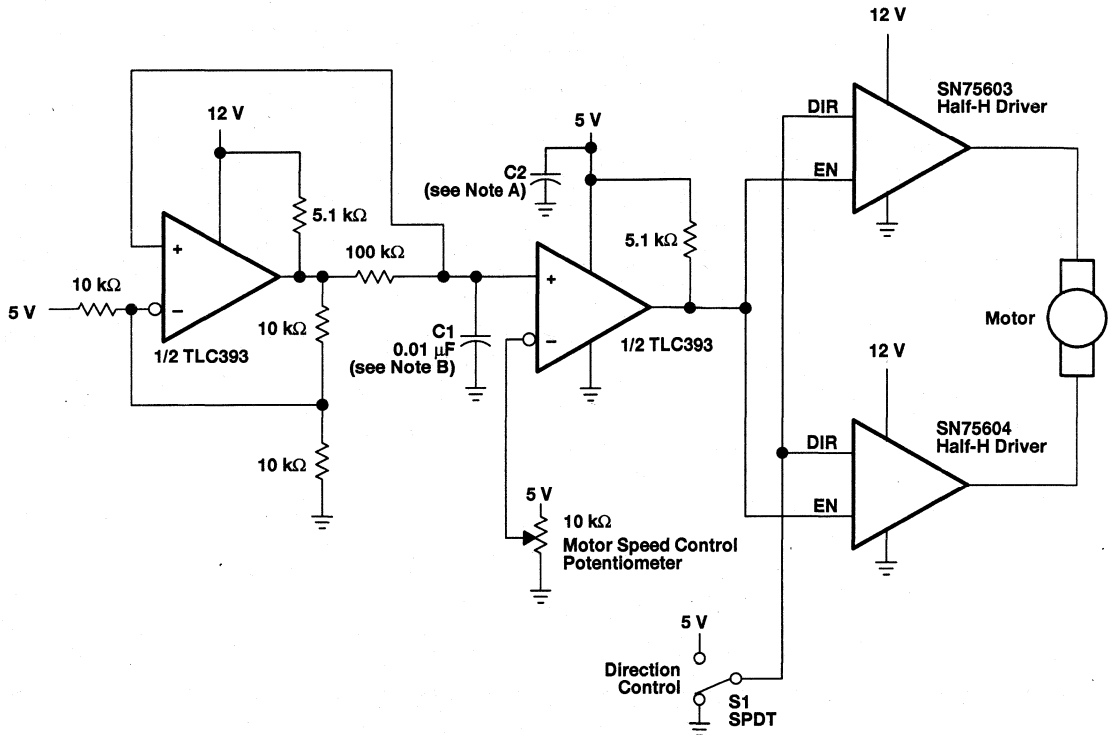 12 V
SN75603
Half-H Driver
DIR
EN
12 V
5 V
C2
(see Note A)
5.1 kΩ
100 kΩ
5.1 kΩ
+
−
10 kΩ
5 V
10 kΩ
1/2 TLC393
C1
0.01 μF
(see Note B)
+
−
1/2 TLC393
Motor
12 V
SN75604
Half-H Driver
DIR
EN
10 kΩ
5 V
10 kΩ
Motor Speed Control
Potentiometer
5 V
Direction
Control
S1
SPDT